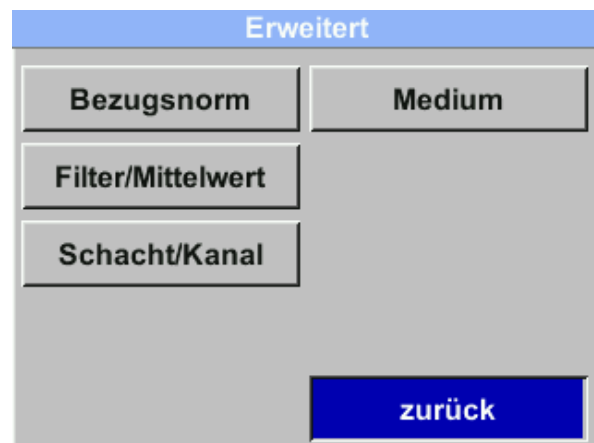 Erweitert
Bezugsnorm
Medium
Filter/Mittelwert
Schacht/Kanal
zurück